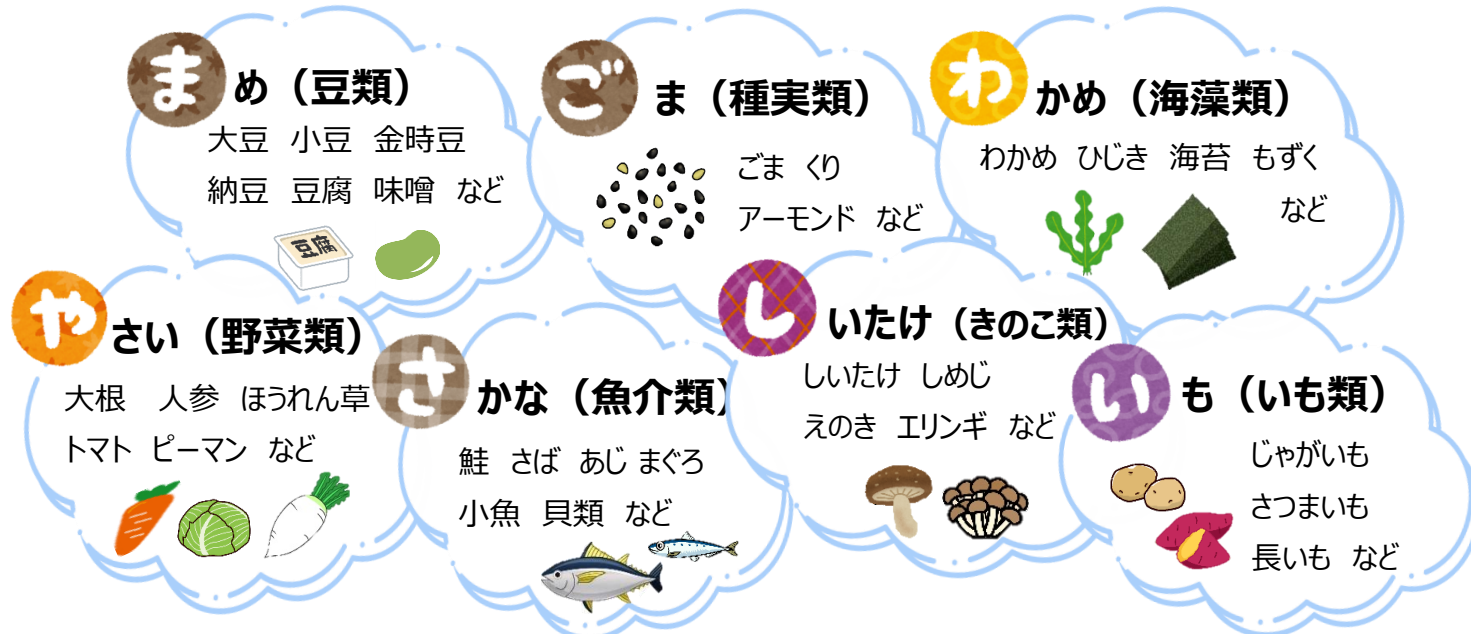 まめ（豆類）
大豆　小豆　金時豆
納豆　豆腐　味噌　など
豆腐
ごま（種実類）
ごま　くり
アーモンド　など
わかめ（海藻類）
わかめ　ひじき　海苔　もずく
など
やさい（野菜類）
大根　人参　ほうれん草
トマト　ピーマン　など
さかな（魚介類）
鮭　さば　あじ　まぐろ
小魚　貝類　など
しいたけ（きのこ類）
しいたけ　しめじ
えのき　エリンギ　など
いも（いも類）
じゃがいも
さつまいも
長いも　など